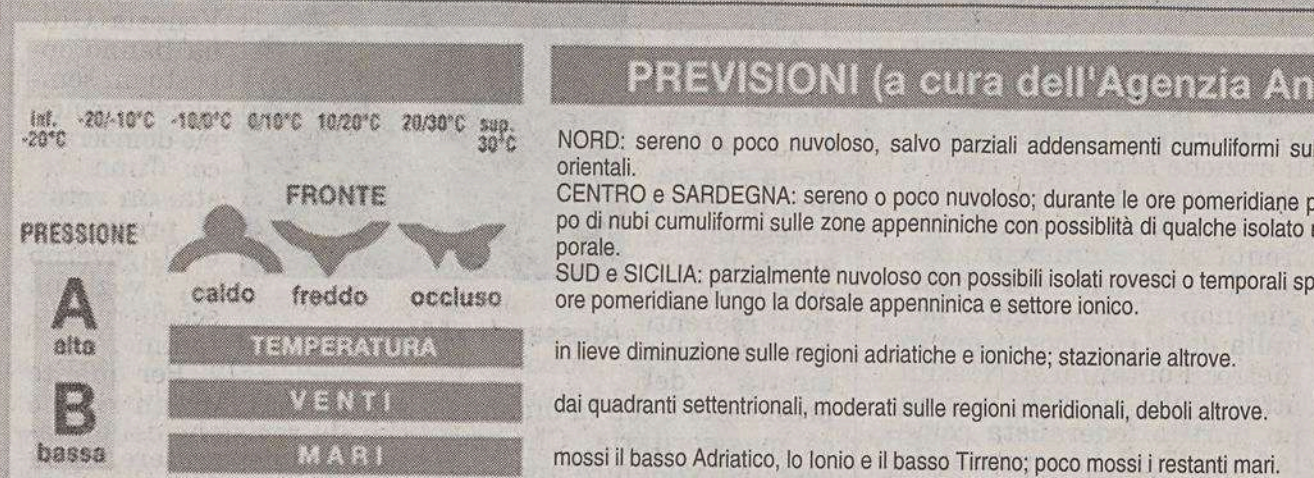 PREVISIONI (a cura dell'Agenzia
inf. -20/-10°C -10/0°C 0/10°C 10/20°C 20/30°C sup.
-20°C 30°C
NORD: sereno o poco nuvoloso, salvo parziali addensamenti cumuliformi
orientali.
CENTRO e SARDEGNA: sereno o poco nuvoloso; durante le ore pomeridiane
po di nubi cumuliformi sulle zone appenniniche con possiblità di qualche isolato
porale.
SUD e SICILIA: parzialmente nuvoloso con possibili isolati rovesci o temporali
ore pomeridiane lungo la dorsale appenninica e settore ionico.
PRESSIONE
A
alta
B
bassa
FRONTE
caldo freddo occluso
TEMPERATURA
in lieve diminuzione sulle regioni adriatiche e ioniche; stazionarie altrove.
VENTI
dai quadranti settentrionali, moderati sulle regioni meridionali, deboli altrove.
MARI
mossi il basso Adriatico, lo Ionio e il basso Tirreno; poco mossi i restanti mari.